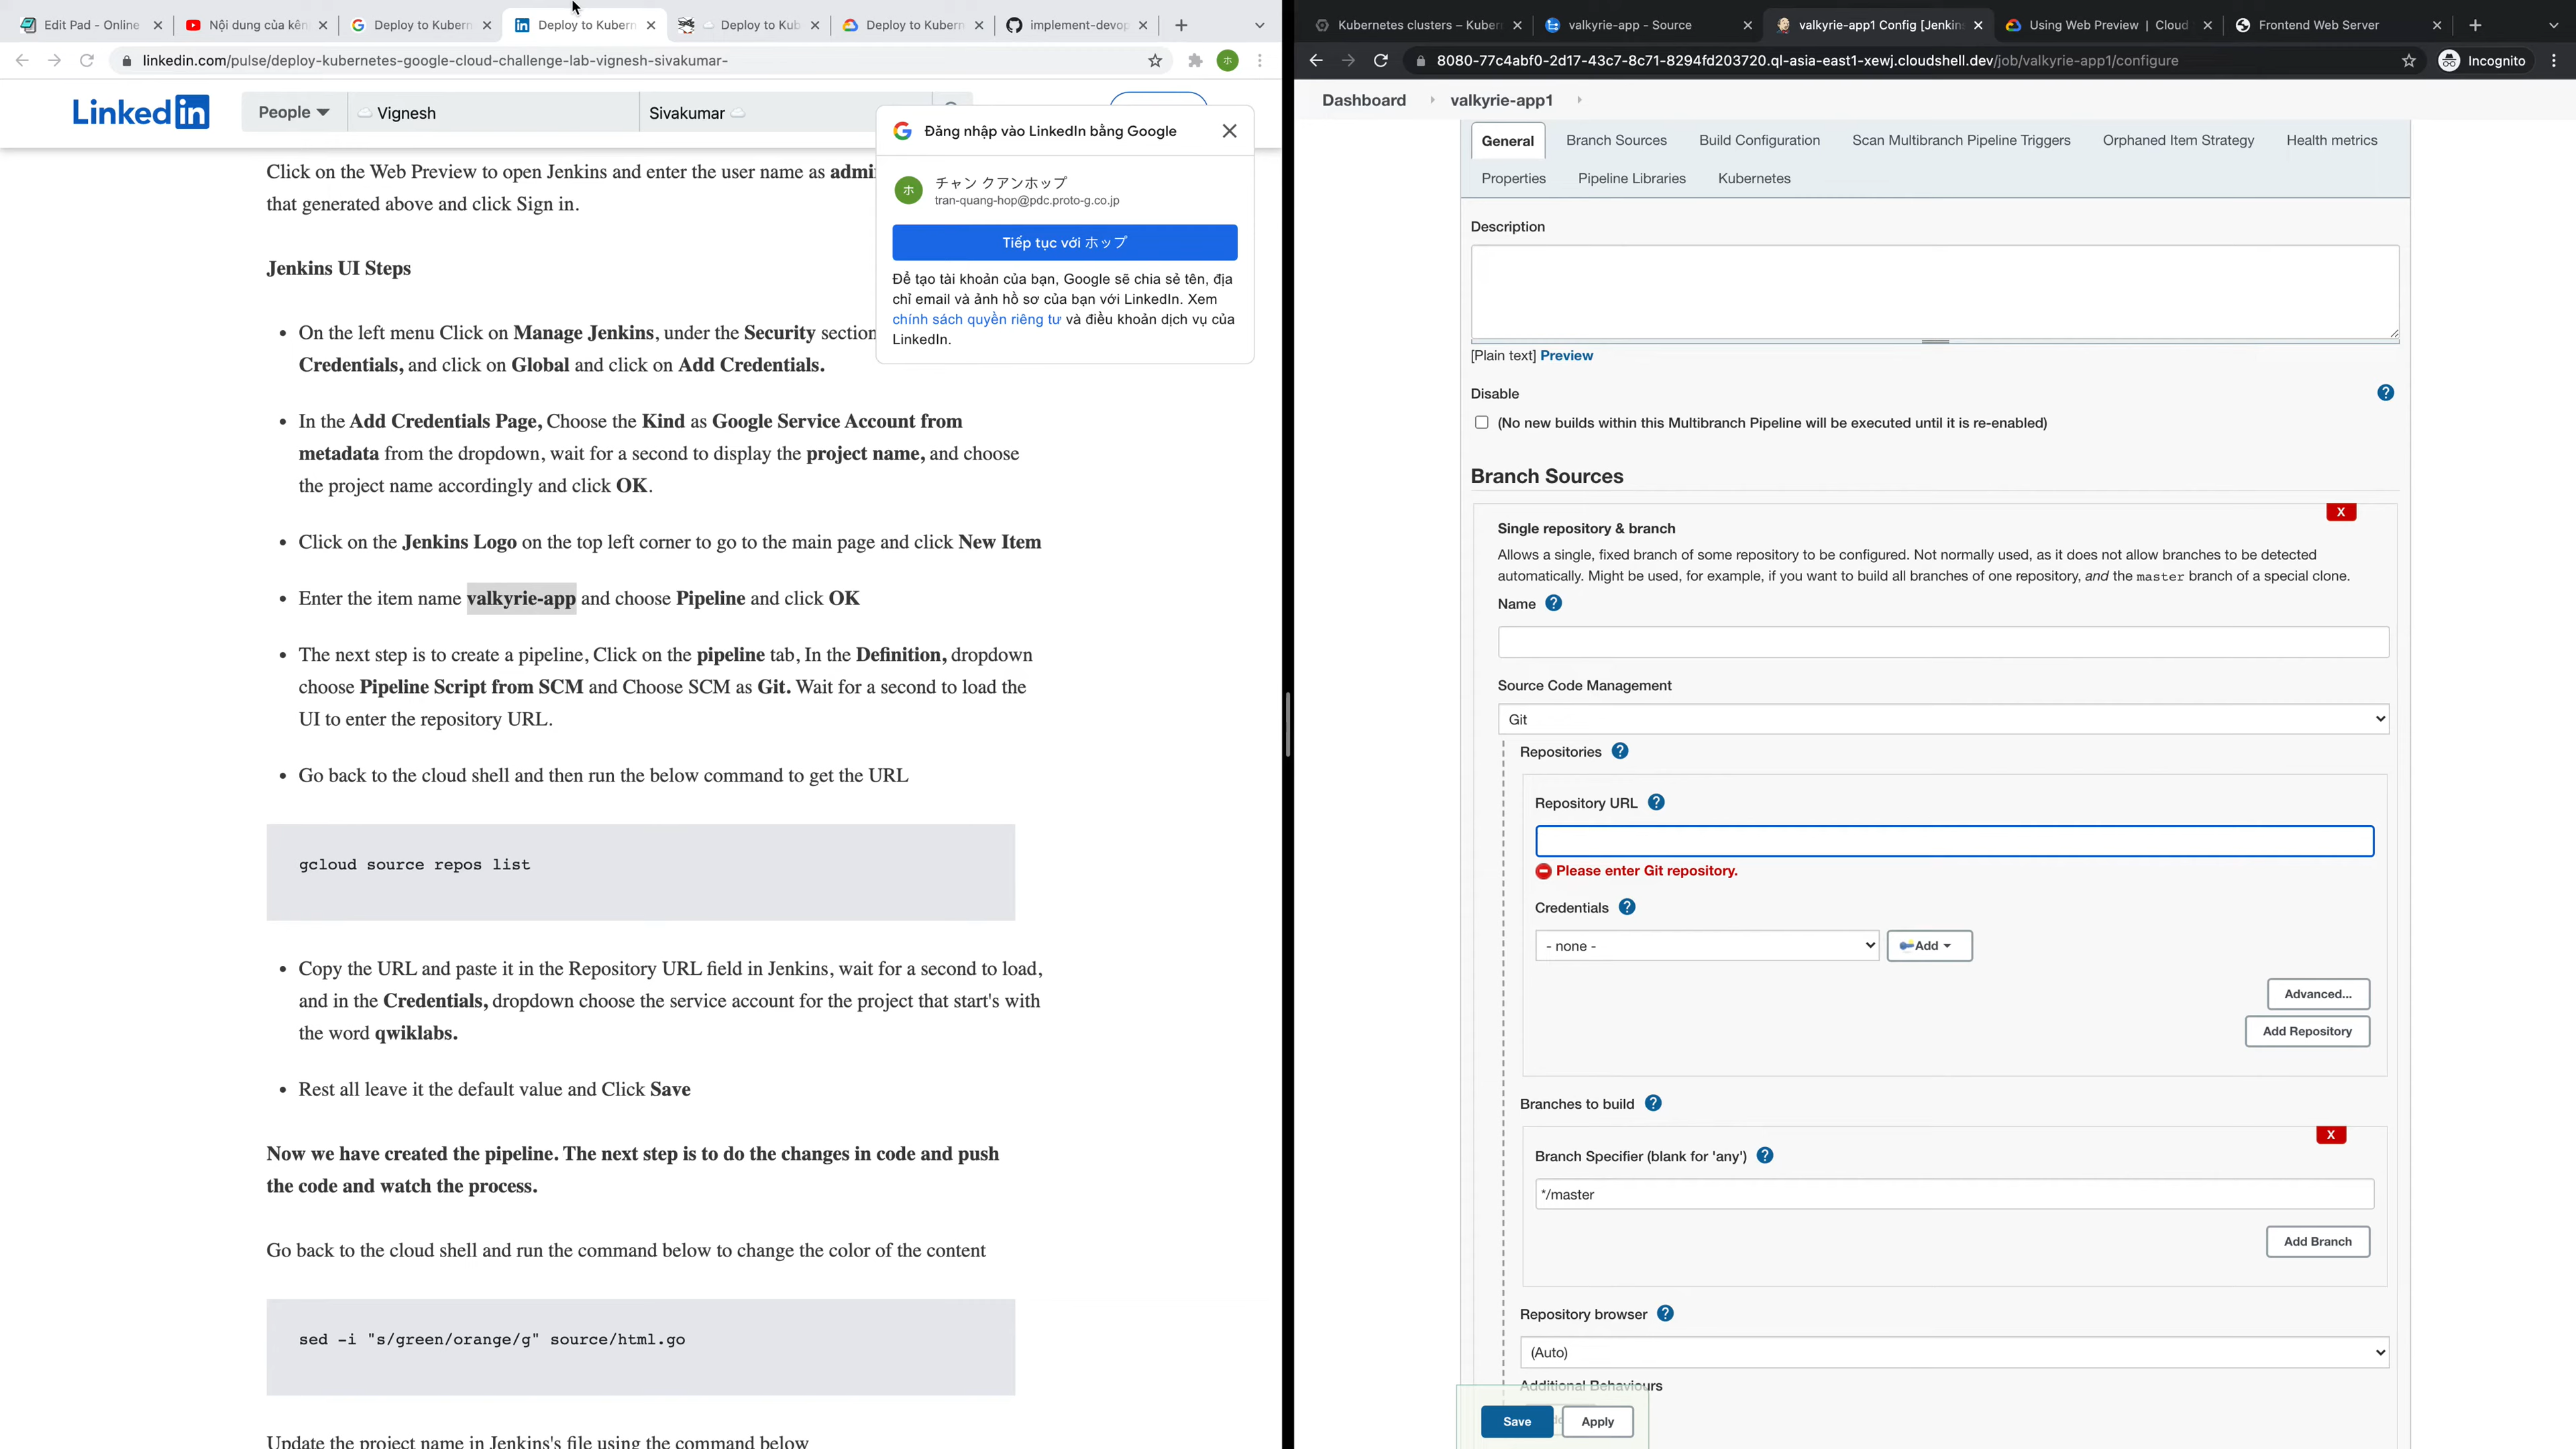 Edit Pad - Online
Nội dung của kên
Deploy to Kubern
Deploy to Kubern
Deploy to Kub
Deploy to Kubern
implement-devop
linkedin.com/pulse/deploy-kubernetes-google-cloud-challenge-lab-vignesh-sivakumar-
ホ
Linkedin
People
Vignesh
Sivakumar
Đăng nhập vào LinkedIn bằng Google
ホ
チャン クアンホップ
tran-quang-hop@pdc.proto-g.co.jp
Tiếp tục với ホップ
Để tạo tài khoản của bạn, Google sẽ chia sẻ tên, địa
chỉ email và ảnh hồ sơ của bạn với LinkedIn. Xem
chính sách quyền riêng tư và điều khoản dịch vụ của
LinkedIn.
Click on the Web Preview to open Jenkins and enter the user name as
that generated above and click Sign in.
Jenkins UI Steps
• On the left menu Click on Manage Jenkins, under the Security section
Credentials, and click on Global and click on Add Credentials.
• In the Add Credentials Page, Choose the Kind as Google Service Account from
metadata from the dropdown, wait for a second to display the project name, and choose
the project name accordingly and click OK.
• Click on the Jenkins Logo on the top left corner to go to the main page and click New Item
• Enter the item name valkyrie-app and choose Pipeline and click OK
• The next step is to create a pipeline, Click on the pipeline tab, In the Definition, dropdown
choose Pipeline Script from SCM and Choose SCM as Git. Wait for a second to load the
UI to enter the repository URL.
• Go back to the cloud shell and then run the below command to get the URL
gcloud source repos list
• Copy the URL and paste it in the Repository URL field in Jenkins, wait for a second to load,
and in the Credentials, dropdown choose the service account for the project that start's with
the word qwiklabs.
• Rest all leave it the default value and Click Save
Now we have created the pipeline. The next step is to do the changes in code and push
the code and watch the process.
Go back to the cloud shell and run the command below to change the color of the content
sed -i "s/green/orange/g" source/html.go
Update the project name in Jenkins's file using the command below
Kubernetes clusters – Kuber
valkyrie-app - Source
valkyrie-app1 Config [Jenkin
Using Web Preview | Cloud
Frontend Web Server
8080-77c4abf0-2d17-43c7-8c71-8294fd203720.ql-asia-east1-xewj.cloudshell.dev/job/valkyrie-app1/configure
Incognito
Dashboard
valkyrie-app1
General
Branch Sources
Build Configuration
Scan Multibranch Pipeline Triggers
Orphaned Item Strategy
Health metrics
Properties
Pipeline Libraries
Kubernetes
Description
[Plain text] Preview
Disable
?
(No new builds within this Multibranch Pipeline will be executed until it is re-enabled)
Branch Sources
X
Single repository & branch
Allows a single, fixed branch of some repository to be configured. Not normally used, as it does not allow branches to be detected
automatically. Might be used, for example, if you want to build all branches of one repository, and the master branch of a special clone.
Name ?
Source Code Management
Git
Repositories ?
Repository URL ?
Please enter Git repository.
Credentials ?
- none -
Add
Advanced...
Add Repository
Branches to build ?
X
Branch Specifier (blank for 'any') ?
*/master
Add Branch
Repository browser ?
(Auto)
Additional Behaviours
Save
Apply